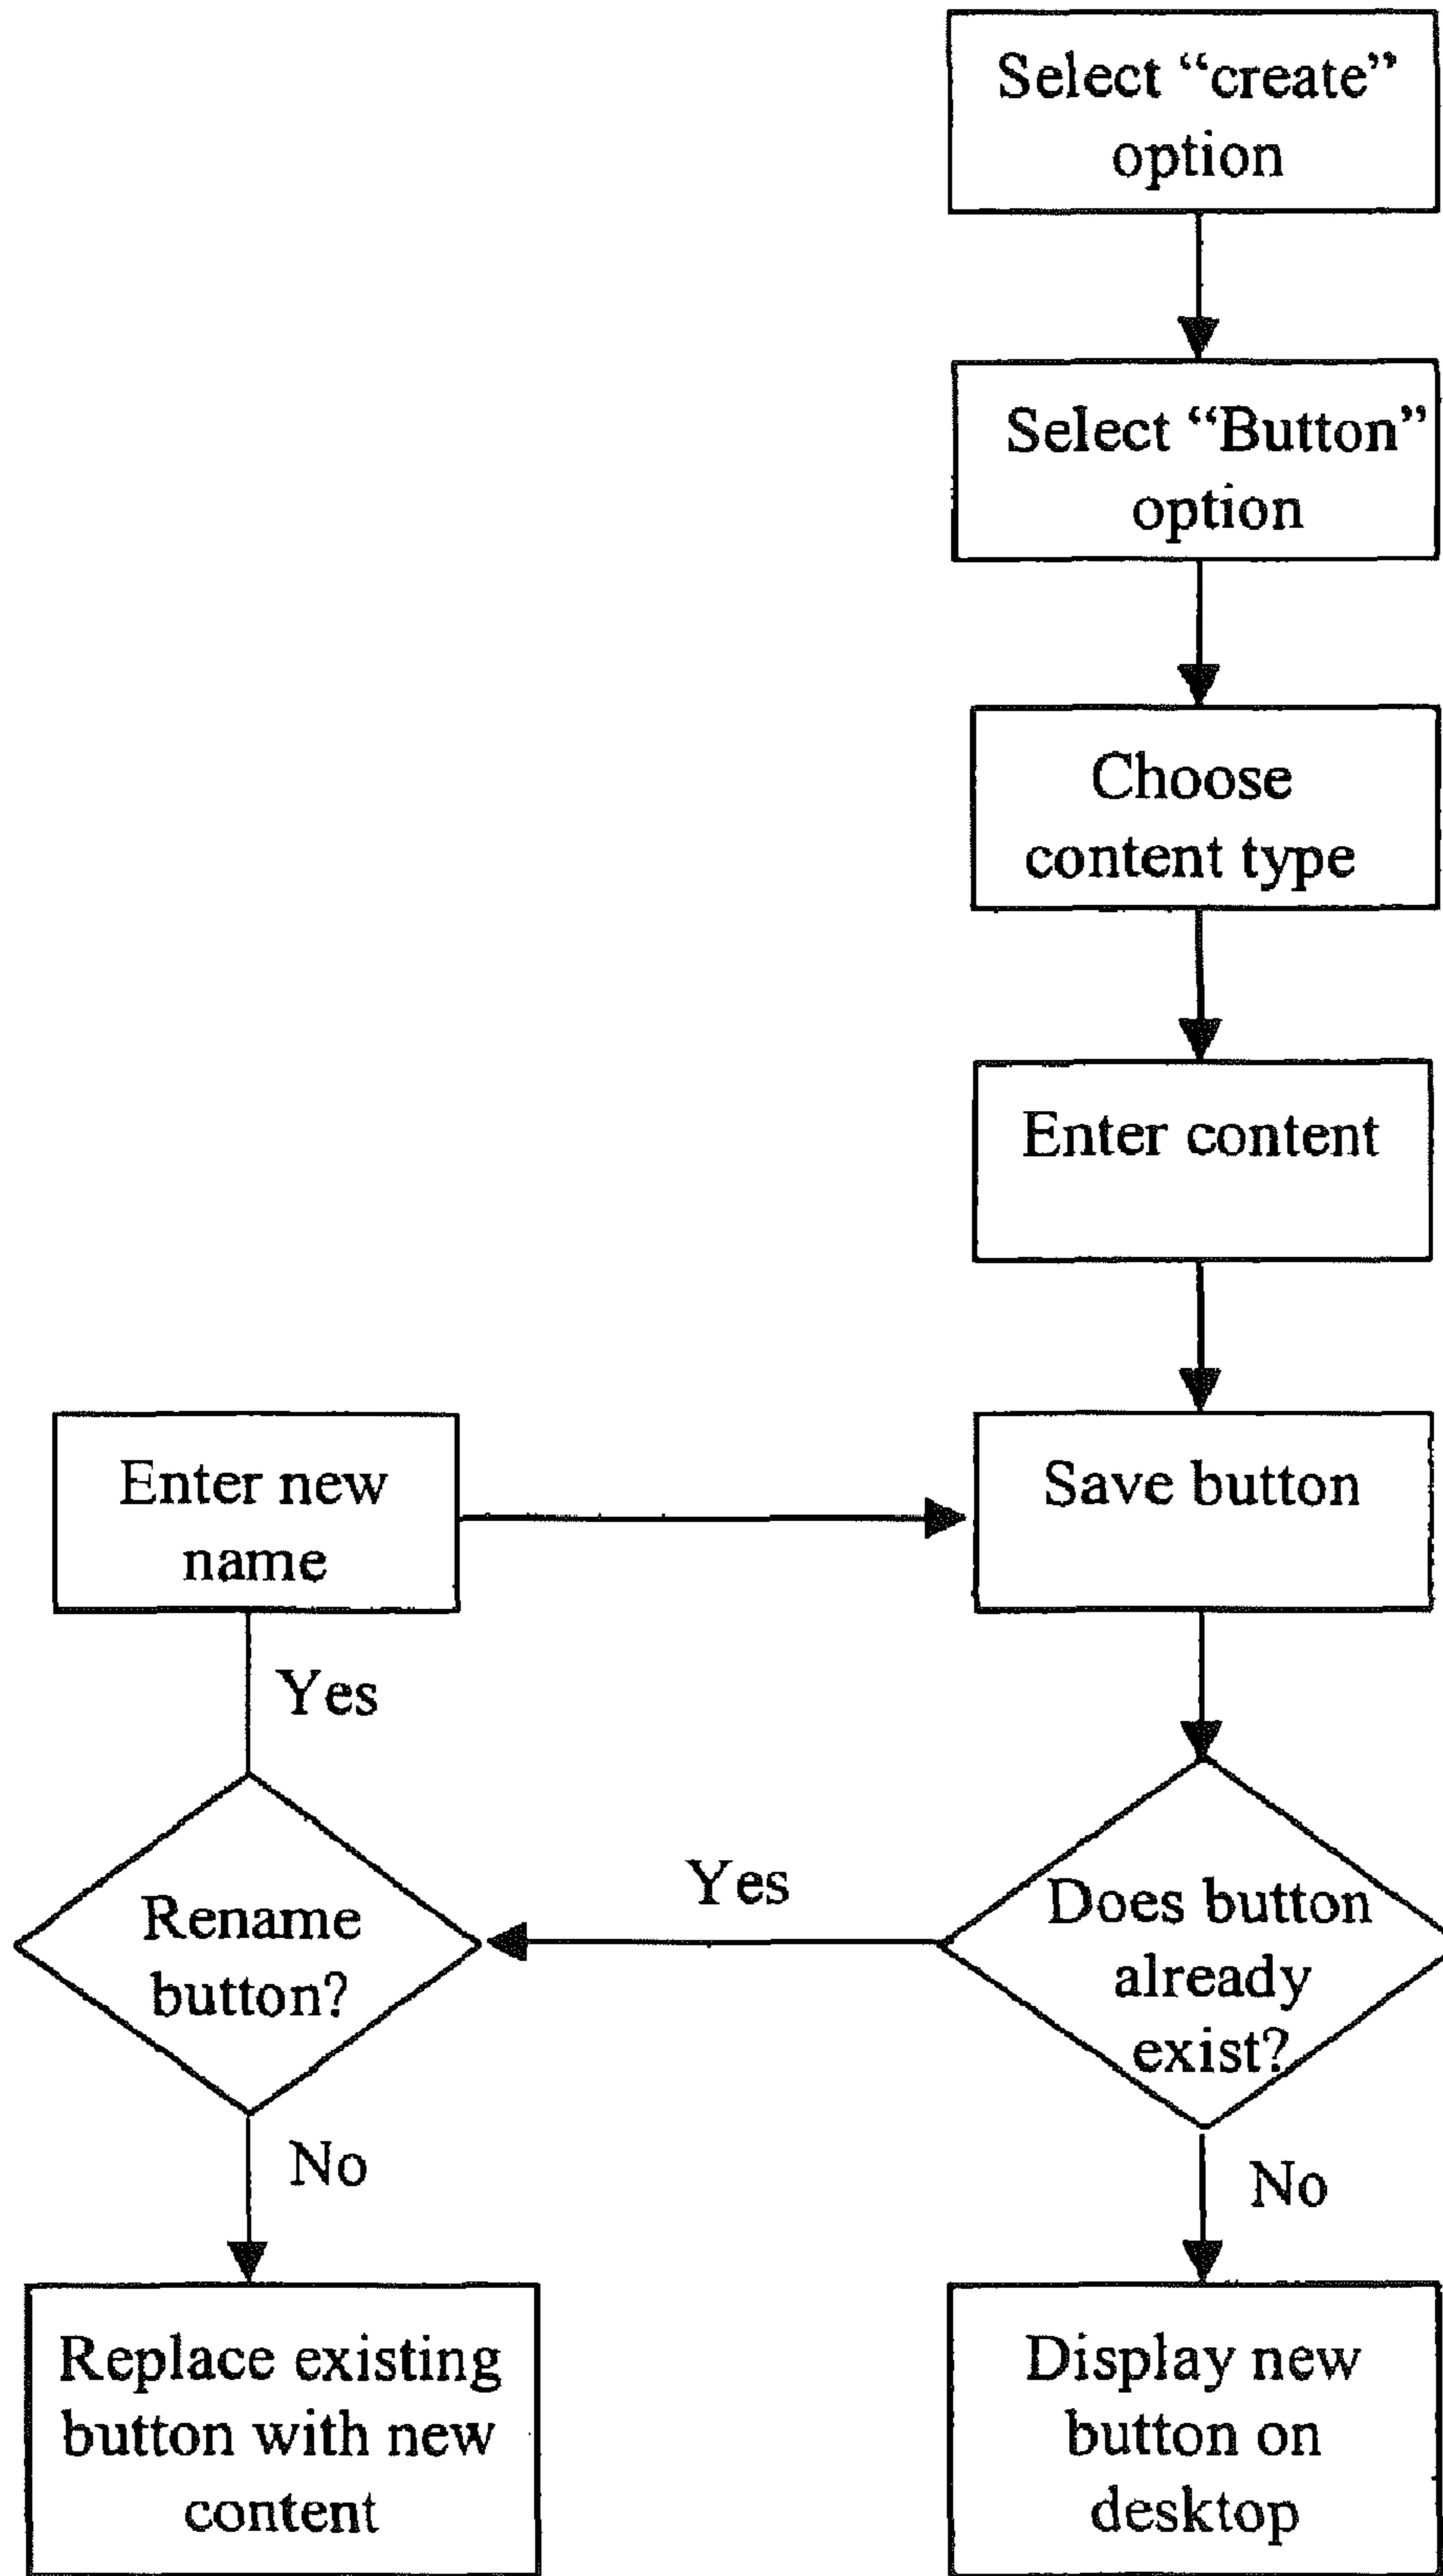 Select “create”
option
Select “Button”
option
Choose
content type
Enter content
Enter new
name
Save button
Yes
Rename
button?
Yes
Does button
already
exist?
No
No
Replace existing
button with new
content
Display new
button on
desktop